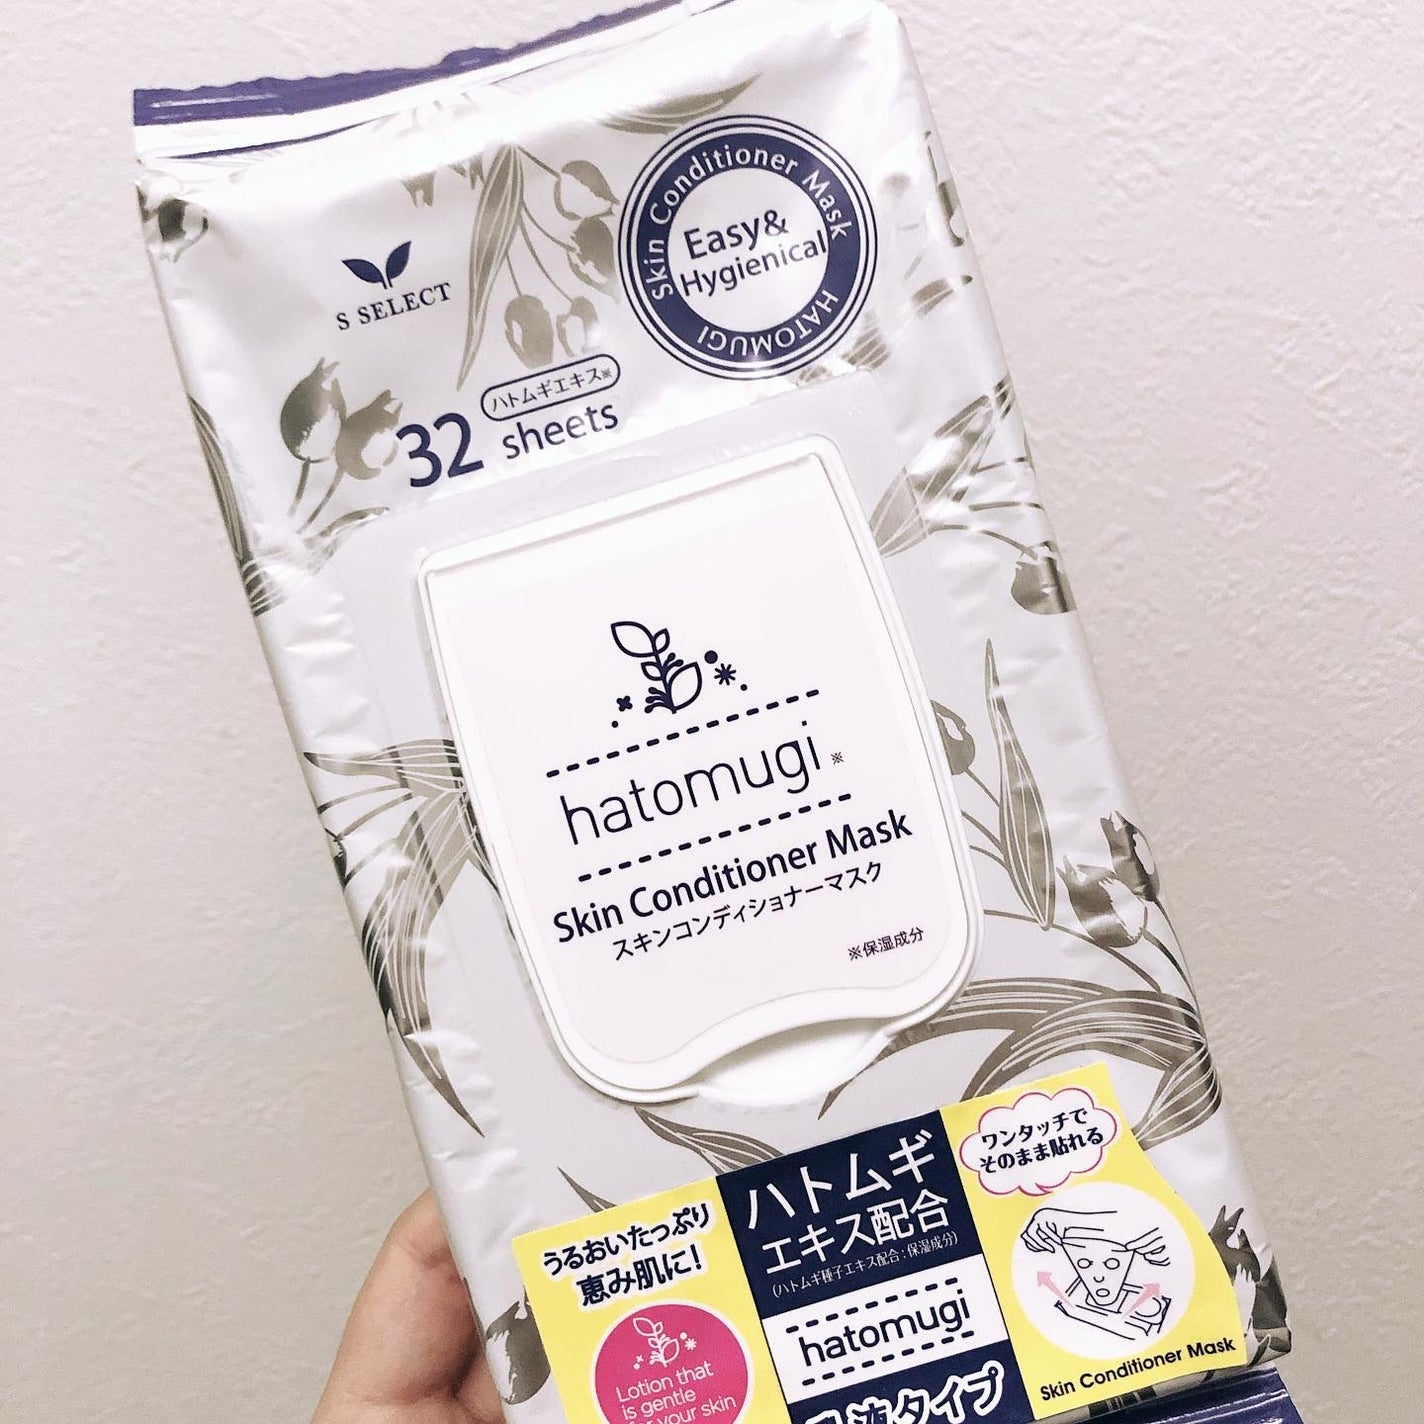 S SELECT
Skin Conditioner Mask
Easy&
Hygienical
HATOMUGI
ハトムギエキス※
32 sheets
hatomugi※
Skin Conditioner Mask
スキンコンディショナーマスク
※保湿成分
うるおいたっぷり
恵み肌に!
Lotion that
is gentle
for your skin
ハトムギ
エキス配合
(ハトムギ種子エキス配合:保湿成分)
hatomugi
液タイプ
ワンタッチで
そのまま貼れる
Skin Conditioner Mask